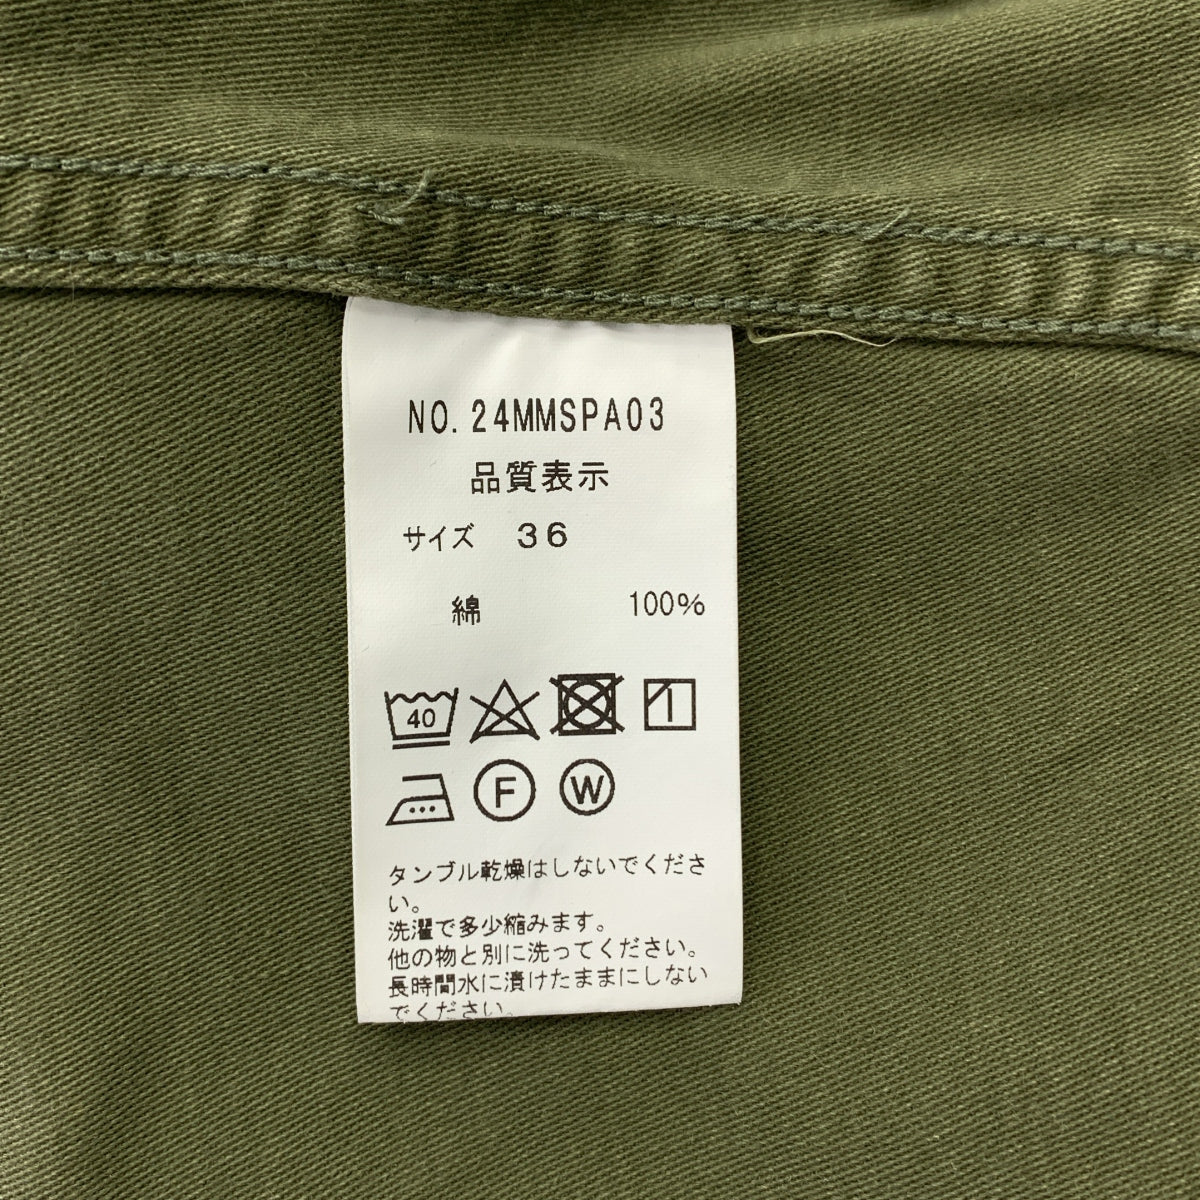 NO. 24MMSPA03
品質表示
サイズ 36
綿 100%
40
F W
タンブル乾燥はしないでくださ
い。
洗濯で多少縮みます。
他の物と別に洗ってください。
長時間水に漬けたままにしない
でください。